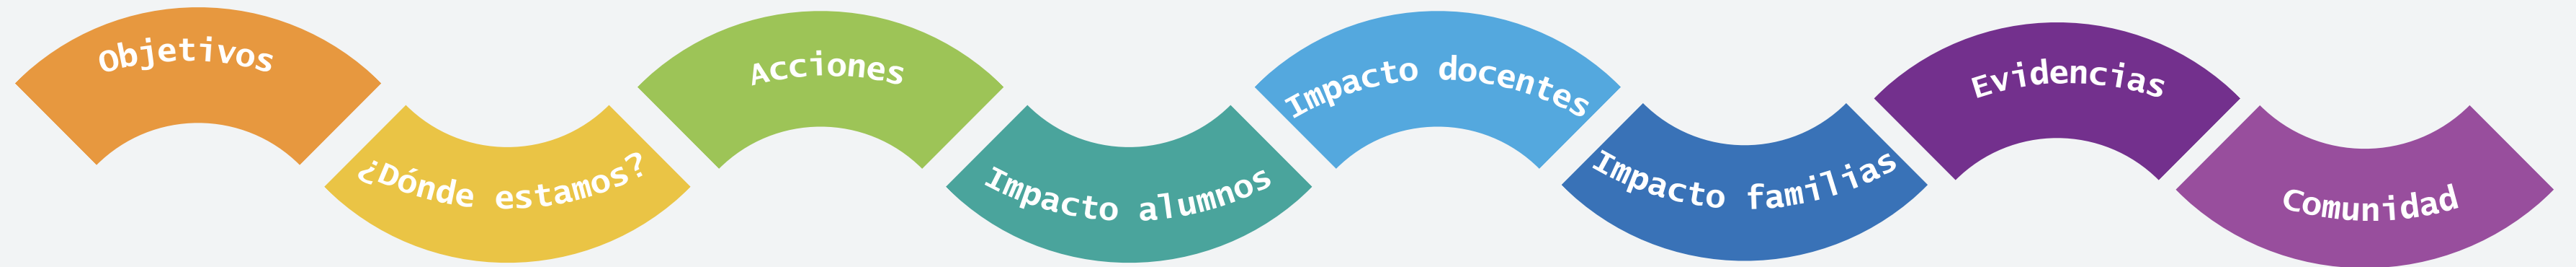 Objetivos
¿Dónde estamos?
Acciones
Impacto alumnos
Impacto docentes
Impacto familias
Evidencias
Comunidad